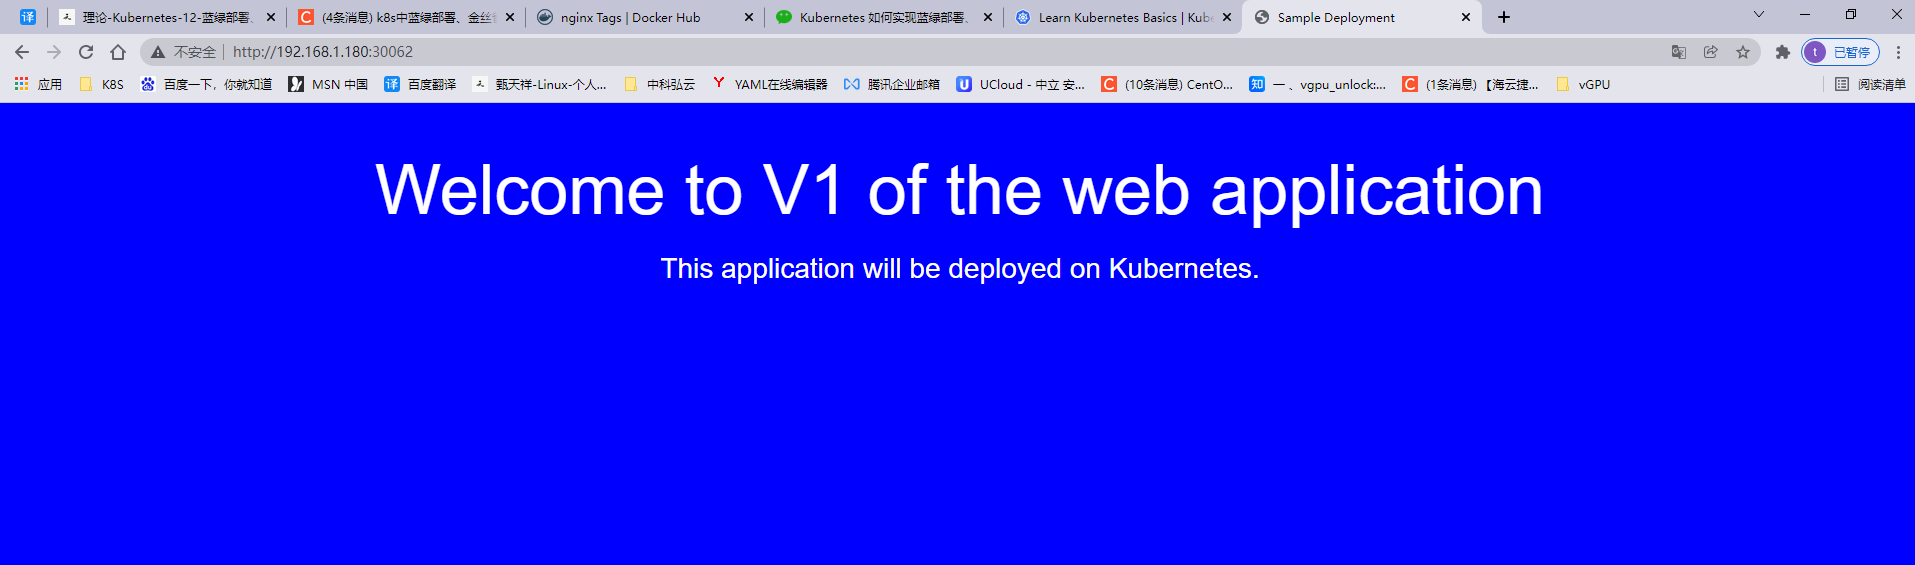 译 理论-Kubernetes-12-蓝绿部署、 (4条消息) k8s中蓝绿部署、金丝 nginx Tags | Docker Hub Kubernetes 如何实现蓝绿部署、 Learn Kubernetes Basics | Kube Sample Deployment
不安全 http://192.168.1.180:30062 t 已暂停
应用 K8S 百度一下，你就知道 MSN 中国 译 百度翻译 甄天祥-Linux-个人... 中科弘云 YAML在线编辑器 腾讯企业邮箱 UCloud - 中立 安... (10条消息) CentO... 知 一 、vgpu_unlock:... (1条消息) 【海云捷... vGPU 阅读清单
Welcome to V1 of the web application
This application will be deployed on Kubernetes.